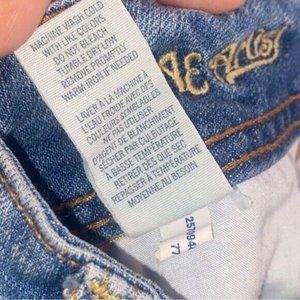 MACHINE WASH COLD
WITH LIKE COLORS
DO NOT BLEACH
TUMBLE DRY LOW
REMOVE PROMPTLY
WARM IRON IF NEEDED
LAVER À LA MACHINE À
L'EAU FROIDE AVEC DES
COULEURS SEMBLABLES
NE PAS UTILISER
D'AGENT DE BLANCHIMENT
SÉCHER PAR CULBUTAGE
À BASSE TEMPÉRATURE
RETIRER DÈS QUE SEC
REPASSER À TEMPÉRATURE
MOYENNE AU BESOIN
AE
77